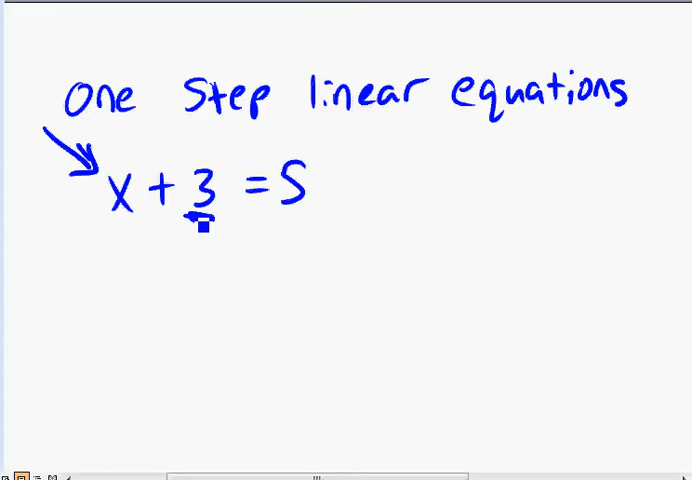 One Step linear equations
x + 3 = 5